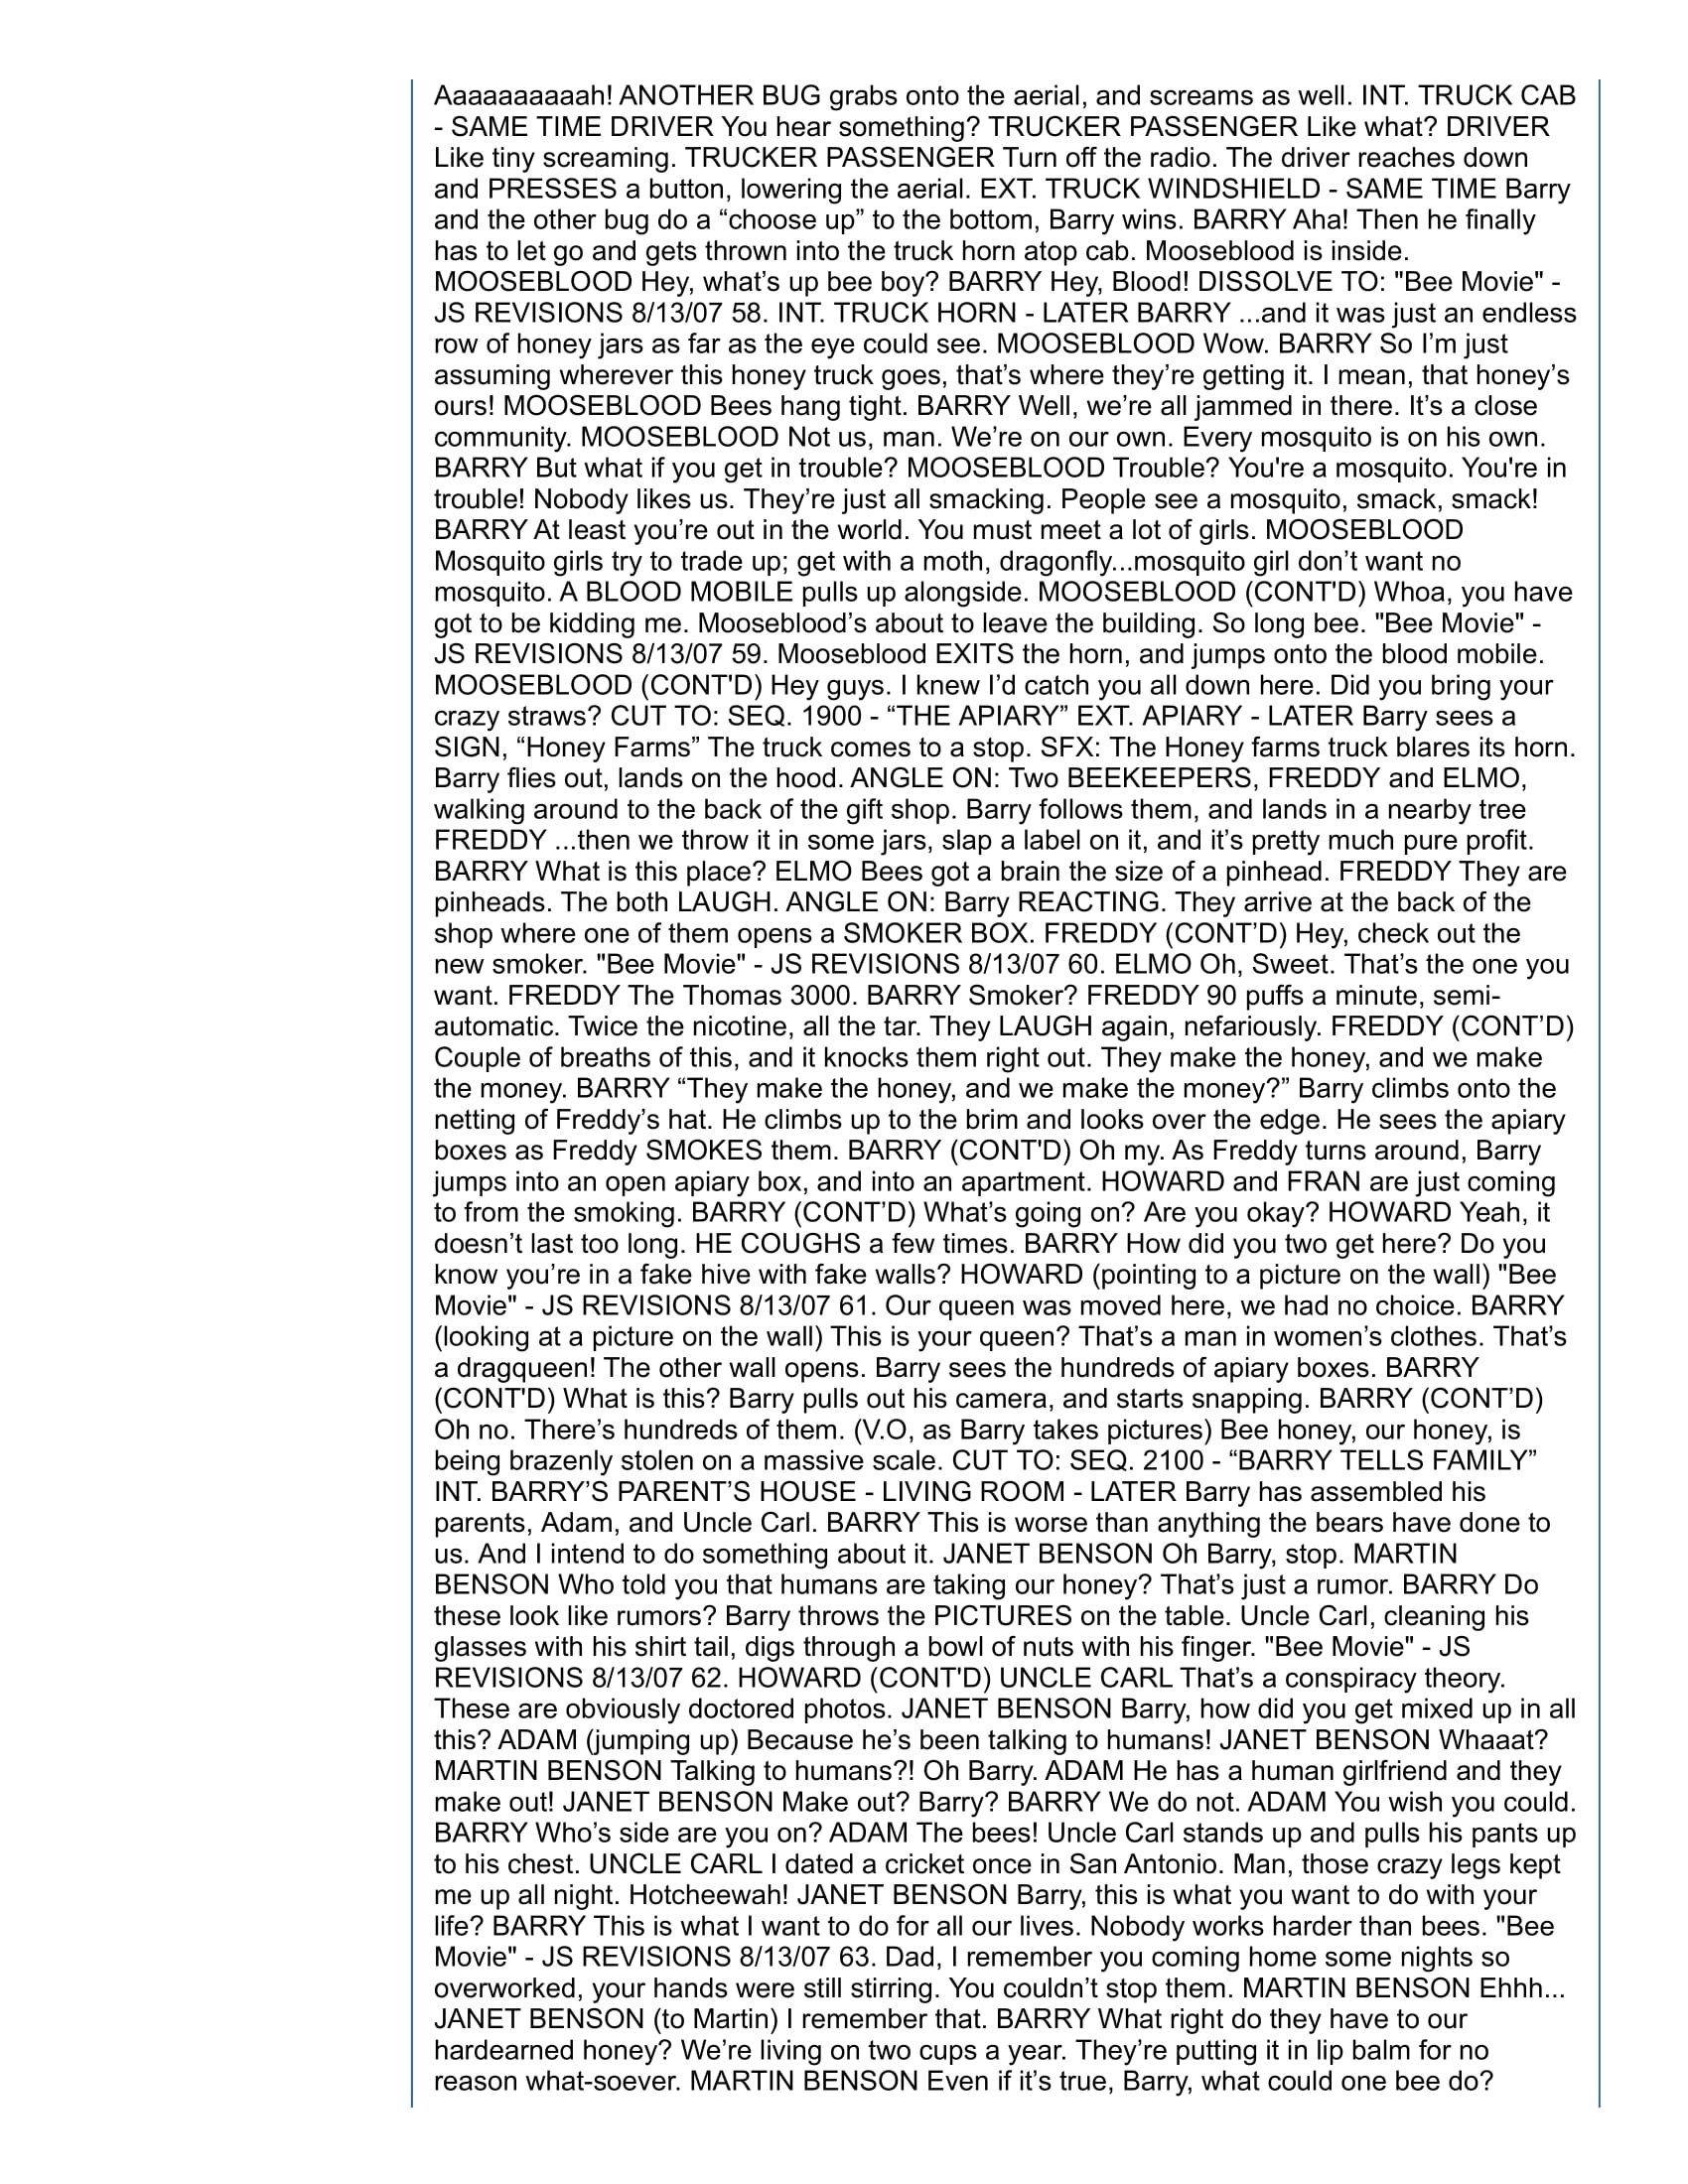 Aaaaaaaaaaah! ANOTHER BUG grabs onto the aerial, and screams as well. INT. TRUCK CAB
- SAME TIME DRIVER You hear something? TRUCKER PASSENGER Like what? DRIVER
Like tiny screaming. TRUCKER PASSENGER Turn off the radio. The driver reaches down
and PRESSES a button, lowering the aerial. EXT. TRUCK WINDSHIELD - SAME TIME Barry
and the other bug do a “choose up” to the bottom, Barry wins. BARRY Aha! Then he finally
has to let go and gets thrown into the truck horn atop cab. Mooseblood is inside.
MOOSEBLOOD Hey, what’s up bee boy? BARRY Hey, Blood! DISSOLVE TO: "Bee Movie" -
JS REVISIONS 8/13/07 58. INT. TRUCK HORN - LATER BARRY ...and it was just an endless
row of honey jars as far as the eye could see. MOOSEBLOOD Wow. BARRY So I’m just
assuming wherever this honey truck goes, that’s where they’re getting it. I mean, that honey’s
ours! MOOSEBLOOD Bees hang tight. BARRY Well, we’re all jammed in there. It’s a close
community. MOOSEBLOOD Not us, man. We’re on our own. Every mosquito is on his own.
BARRY But what if you get in trouble? MOOSEBLOOD Trouble? You're a mosquito. You're in
trouble! Nobody likes us. They’re just all smacking. People see a mosquito, smack, smack!
BARRY At least you’re out in the world. You must meet a lot of girls. MOOSEBLOOD
Mosquito girls try to trade up; get with a moth, dragonfly...mosquito girl don’t want no
mosquito. A BLOOD MOBILE pulls up alongside. MOOSEBLOOD (CONT'D) Whoa, you have
got to be kidding me. Mooseblood’s about to leave the building. So long bee. "Bee Movie" -
JS REVISIONS 8/13/07 59. Mooseblood EXITS the horn, and jumps onto the blood mobile.
MOOSEBLOOD (CONT'D) Hey guys. I knew I’d catch you all down here. Did you bring your
crazy straws? CUT TO: SEQ. 1900 - “THE APIARY” EXT. APIARY - LATER Barry sees a
SIGN, “Honey Farms” The truck comes to a stop. SFX: The Honey farms truck blares its horn.
Barry flies out, lands on the hood. ANGLE ON: Two BEEKEEPERS, FREDDY and ELMO,
walking around to the back of the gift shop. Barry follows them, and lands in a nearby tree
FREDDY ...then we throw it in some jars, slap a label on it, and it’s pretty much pure profit.
BARRY What is this place? ELMO Bees got a brain the size of a pinhead. FREDDY They are
pinheads. The both LAUGH. ANGLE ON: Barry REACTING. They arrive at the back of the
shop where one of them opens a SMOKER BOX. FREDDY (CONT’D) Hey, check out the
new smoker. "Bee Movie" - JS REVISIONS 8/13/07 60. ELMO Oh, Sweet. That’s the one you
want. FREDDY The Thomas 3000. BARRY Smoker? FREDDY 90 puffs a minute, semi-
automatic. Twice the nicotine, all the tar. They LAUGH again, nefariously. FREDDY (CONT’D)
Couple of breaths of this, and it knocks them right out. They make the honey, and we make
the money. BARRY “They make the honey, and we make the money?” Barry climbs onto the
netting of Freddy’s hat. He climbs up to the brim and looks over the edge. He sees the apiary
boxes as Freddy SMOKES them. BARRY (CONT'D) Oh my. As Freddy turns around, Barry
jumps into an open apiary box, and into an apartment. HOWARD and FRAN are just coming
to from the smoking. BARRY (CONT’D) What’s going on? Are you okay? HOWARD Yeah, it
doesn’t last too long. HE COUGHS a few times. BARRY How did you two get here? Do you
know you’re in a fake hive with fake walls? HOWARD (pointing to a picture on the wall) "Bee
Movie" - JS REVISIONS 8/13/07 61. Our queen was moved here, we had no choice. BARRY
(looking at a picture on the wall) This is your queen? That’s a man in women’s clothes. That’s
a dragqueen! The other wall opens. Barry sees the hundreds of apiary boxes. BARRY
(CONT'D) What is this? Barry pulls out his camera, and starts snapping. BARRY (CONT’D)
Oh no. There’s hundreds of them. (V.O, as Barry takes pictures) Bee honey, our honey, is
being brazenly stolen on a massive scale. CUT TO: SEQ. 2100 - “BARRY TELLS FAMILY”
INT. BARRY’S PARENT’S HOUSE - LIVING ROOM - LATER Barry has assembled his
parents, Adam, and Uncle Carl. BARRY This is worse than anything the bears have done to
us. And I intend to do something about it. JANET BENSON Oh Barry, stop. MARTIN
BENSON Who told you that humans are taking our honey? That’s just a rumor. BARRY Do
these look like rumors? Barry throws the PICTURES on the table. Uncle Carl, cleaning his
glasses with his shirt tail, digs through a bowl of nuts with his finger. "Bee Movie" - JS
REVISIONS 8/13/07 62. HOWARD (CONT'D) UNCLE CARL That’s a conspiracy theory.
These are obviously doctored photos. JANET BENSON Barry, how did you get mixed up in all
this? ADAM (jumping up) Because he’s been talking to humans! JANET BENSON Whaaat?
MARTIN BENSON Talking to humans?! Oh Barry. ADAM He has a human girlfriend and they
make out! JANET BENSON Make out? Barry? BARRY We do not. ADAM You wish you could.
BARRY Who’s side are you on? ADAM The bees! Uncle Carl stands up and pulls his pants up
to his chest. UNCLE CARL I dated a cricket once in San Antonio. Man, those crazy legs kept
me up all night. Hotcheewah! JANET BENSON Barry, this is what you want to do with your
life? BARRY This is what I want to do for all our lives. Nobody works harder than bees. "Bee
Movie" - JS REVISIONS 8/13/07 63. Dad, I remember you coming home some nights so
overworked, your hands were still stirring. You couldn’t stop them. MARTIN BENSON Ehhh...
JANET BENSON (to Martin) I remember that. BARRY What right do they have to our
hardearned honey? We’re living on two cups a year. They’re putting it in lip balm for no
reason what-soever. MARTIN BENSON Even if it’s true, Barry, what could one bee do?